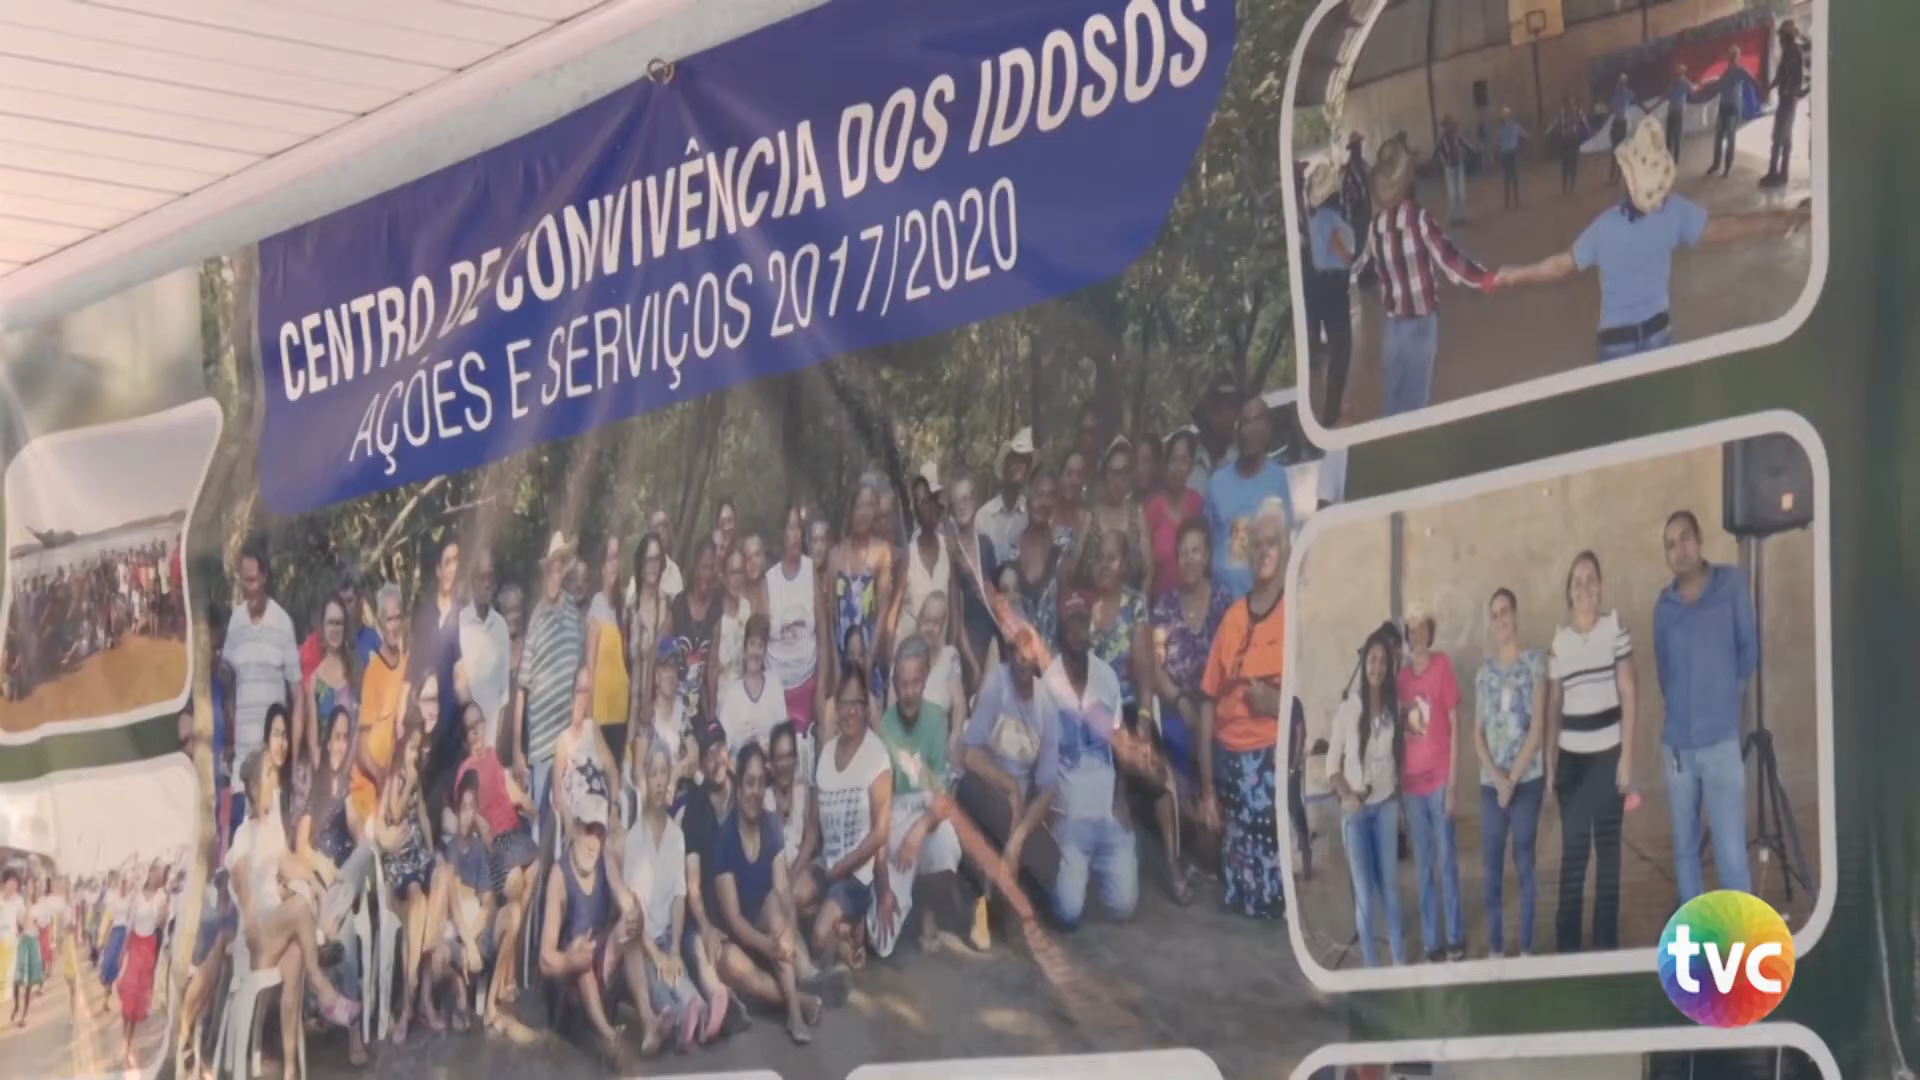 CENTRO DE CONVIVÊNCIA DOS IDOSOS
AÇÕES E SERVIÇOS 2017/2020
tvc